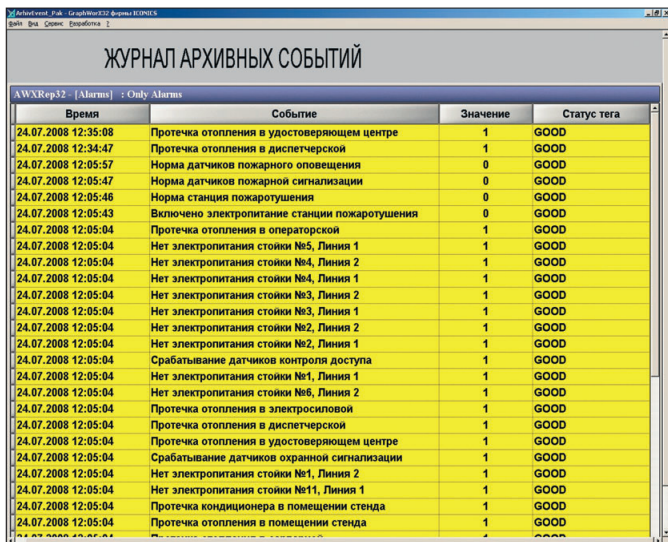 ArhivEvent_Pak - GraphWorX32 фирмы ICONICS
Файл Вид Сервис Разработка ?
ЖУРНАЛ АРХИВНЫХ СОБЫТИЙ
AWXRep32 - [Alarms] : Only Alarms
Время Событие Значение Статус тега
24.07.2008 12:35:08 Протечка отопления в удостоверяющем центре 1 GOOD
24.07.2008 12:34:47 Протечка отопления в диспетчерской 1 GOOD
24.07.2008 12:05:57 Норма датчиков пожарного оповещения 0 GOOD
24.07.2008 12:05:47 Норма датчиков пожарной сигнализации 0 GOOD
24.07.2008 12:05:46 Норма станция пожаротушения 0 GOOD
24.07.2008 12:05:43 Включено электропитание станции пожаротушения 0 GOOD
24.07.2008 12:05:04 Протечка отопления в операторской 1 GOOD
24.07.2008 12:05:04 Нет электропитания стойки №5, Линия 1 1 GOOD
24.07.2008 12:05:04 Нет электропитания стойки №4, Линия 2 1 GOOD
24.07.2008 12:05:04 Нет электропитания стойки №4, Линия 1 1 GOOD
24.07.2008 12:05:04 Нет электропитания стойки №3, Линия 2 1 GOOD
24.07.2008 12:05:04 Нет электропитания стойки №3, Линия 1 1 GOOD
24.07.2008 12:05:04 Нет электропитания стойки №2, Линия 2 1 GOOD
24.07.2008 12:05:04 Нет электропитания стойки №2, Линия 1 1 GOOD
24.07.2008 12:05:04 Срабатывание датчиков контроля доступа 1 GOOD
24.07.2008 12:05:04 Нет электропитания стойки №1, Линия 1 1 GOOD
24.07.2008 12:05:04 Нет электропитания стойки №6, Линия 2 1 GOOD
24.07.2008 12:05:04 Протечка отопления в электросиловой 1 GOOD
24.07.2008 12:05:04 Протечка отопления в диспетчерской 1 GOOD
24.07.2008 12:05:04 Протечка отопления в удостоверяющем центре 1 GOOD
24.07.2008 12:05:04 Срабатывание датчиков охранной сигнализации 1 GOOD
24.07.2008 12:05:04 Нет электропитания стойки №1, Линия 2 1 GOOD
24.07.2008 12:05:04 Нет электропитания стойки №11, Линия 1 1 GOOD
24.07.2008 12:05:04 Протечка кондиционера в помещении стенда 1 GOOD
24.07.2008 12:05:04 Протечка отопления в помещении стенда 1 GOOD